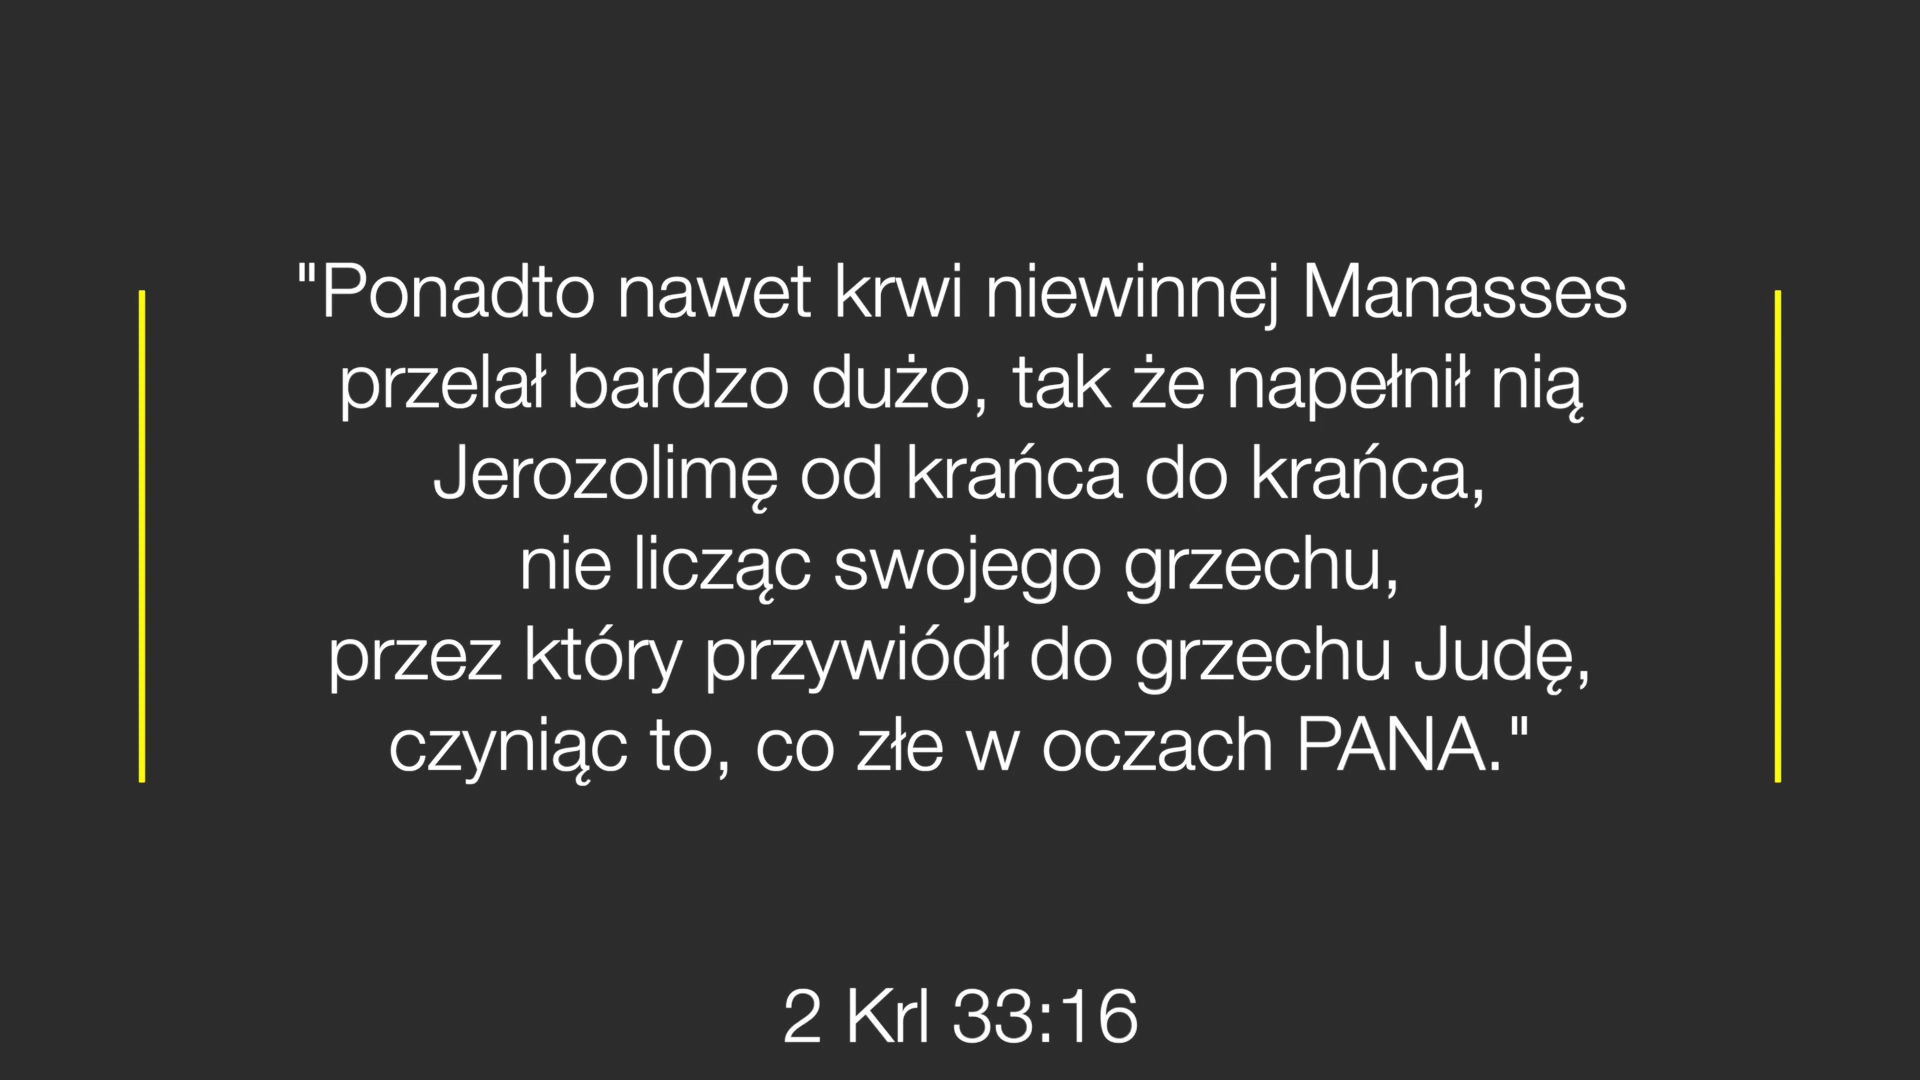 "Ponadto nawet krwi niewinnej Manasses
przelał bardzo dużo, tak że napełnił nią
Jerozolimę od krańca do krańca,
nie licząc swojego grzechu,
przez który przywiódł do grzechu Judę,
czyniąc to, co złe w oczach PANA."
2 Krl 33:16